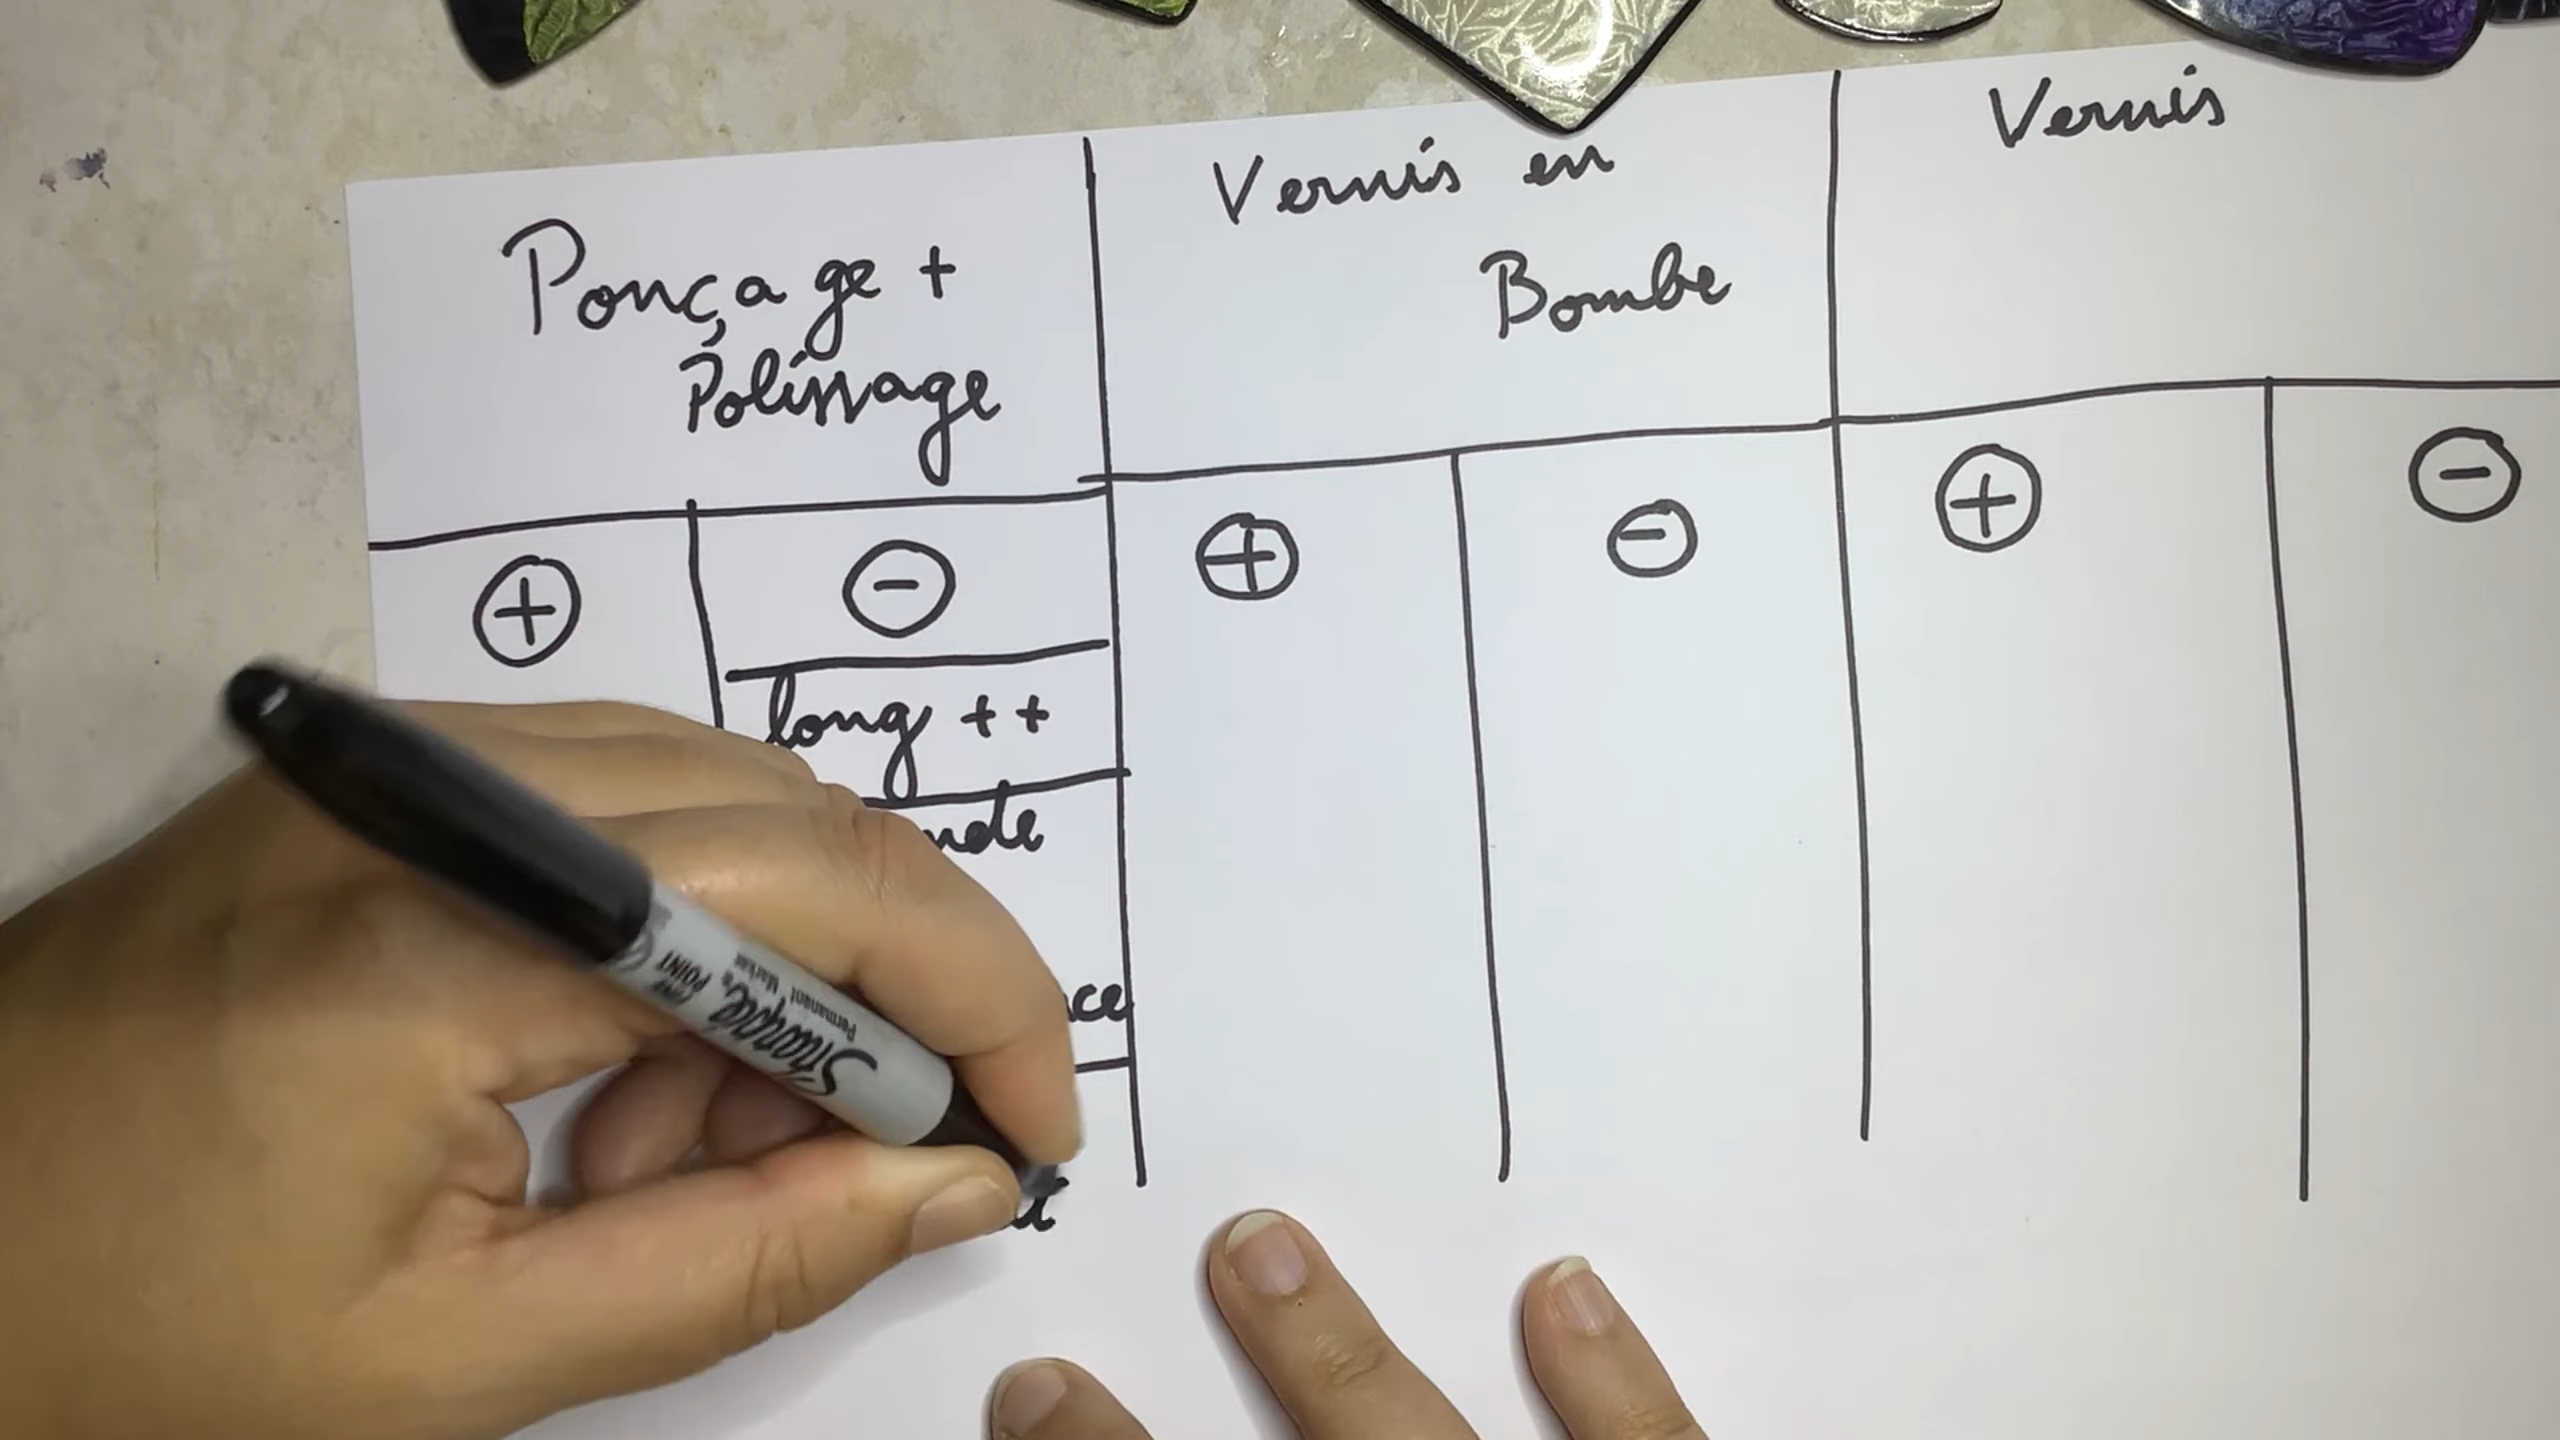 Ponçage +
Polissage
Vernis en
Bombe
Vernis
+
-
+
-
+
-
long ++
Sharpie
FINE POINT
Permanent Marker